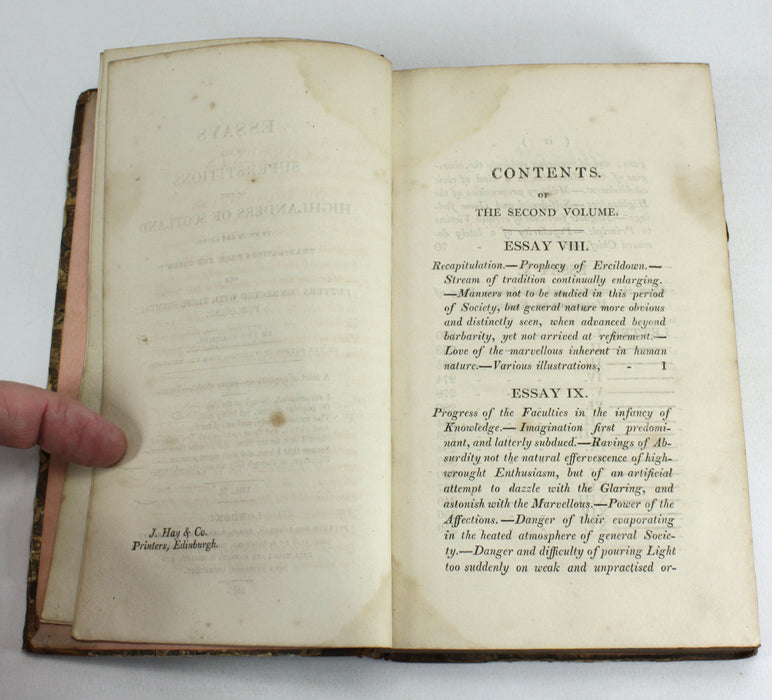 J. Hay & Co.
Printers, Edinburgh.
CONTENTS.
OF
THE SECOND VOLUME.
ESSAY VIII.
Recapitulation.—Prophecy of Ercildown.—
Stream of tradition continually enlarging.
—Manners not to be studied in this period
of Society, but general nature more obvious
and distinctly seen, when advanced beyond
barbarity, yet not arrived at refinement.—
Love of the marvellous inherent in human
nature.—Various illustrations, - 1
ESSAY IX.
Progress of the Faculties in the infancy of
Knowledge.—Imagination first predomi-
nant, and latterly subdued.—Ravings of Ab-
surdity not the natural effervescence of high-
wrought Enthusiasm, but of an artificial
attempt to dazzle with the Glaring, and
astonish with the Marvellous.—Power of the
Affections.—Danger of their evaporating
in the heated atmosphere of general Socie-
ty.—Danger and difficulty of pouring Light
too suddenly on weak and unpractised or-